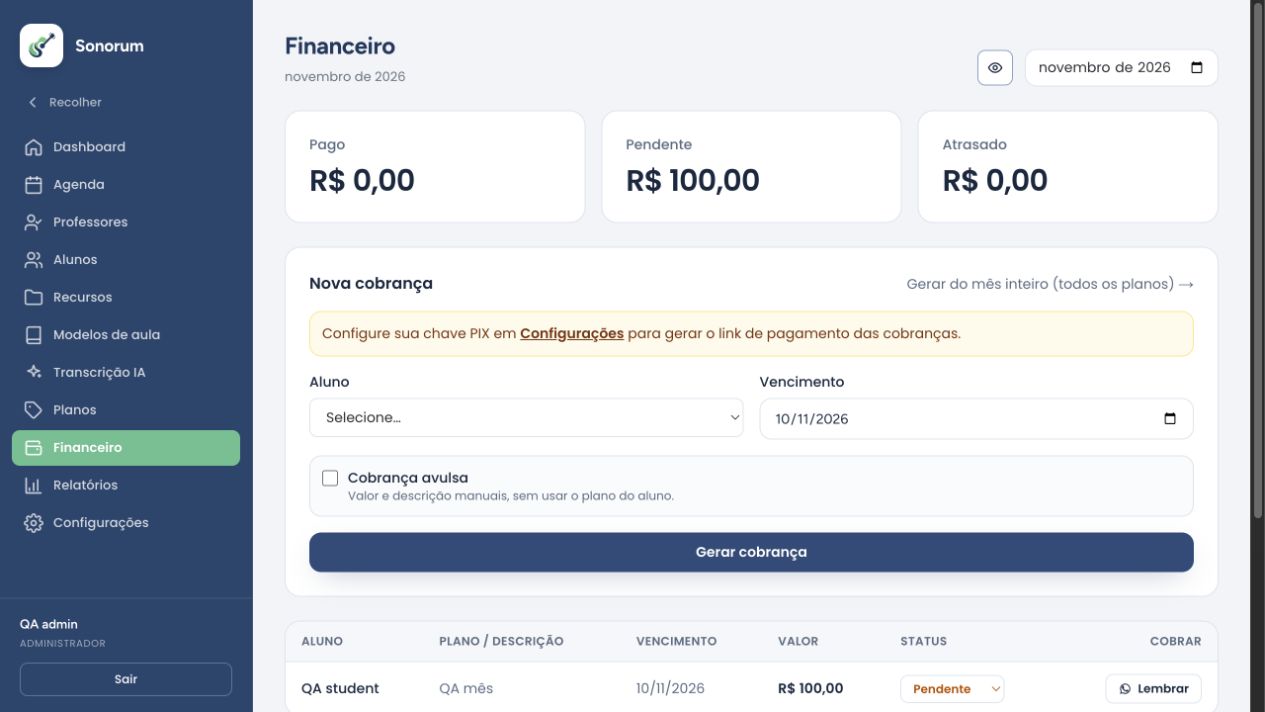 Sonorum
Recolher
Dashboard
Agenda
Professores
Alunos
Recursos
Modelos de aula
Transcrição IA
Planos
Financeiro
Relatórios
Configurações
QA admin
ADMINISTRADOR
Sair
Financeiro
novembro de 2026
novembro de 2026
Pago
R$ 0,00
Pendente
R$ 100,00
Atrasado
R$ 0,00
Nova cobrança
Gerar do mês inteiro (todos os planos) →
Configure sua chave PIX em Configurações para gerar o link de pagamento das cobranças.
Aluno
Selecione...
Vencimento
10/11/2026
Cobrança avulsa
Valor e descrição manuais, sem usar o plano do aluno.
Gerar cobrança
ALUNO PLANO / DESCRIÇÃO VENCIMENTO VALOR STATUS COBRAR
QA student QA mês 10/11/2026 R$ 100,00 Pendente Lembrar